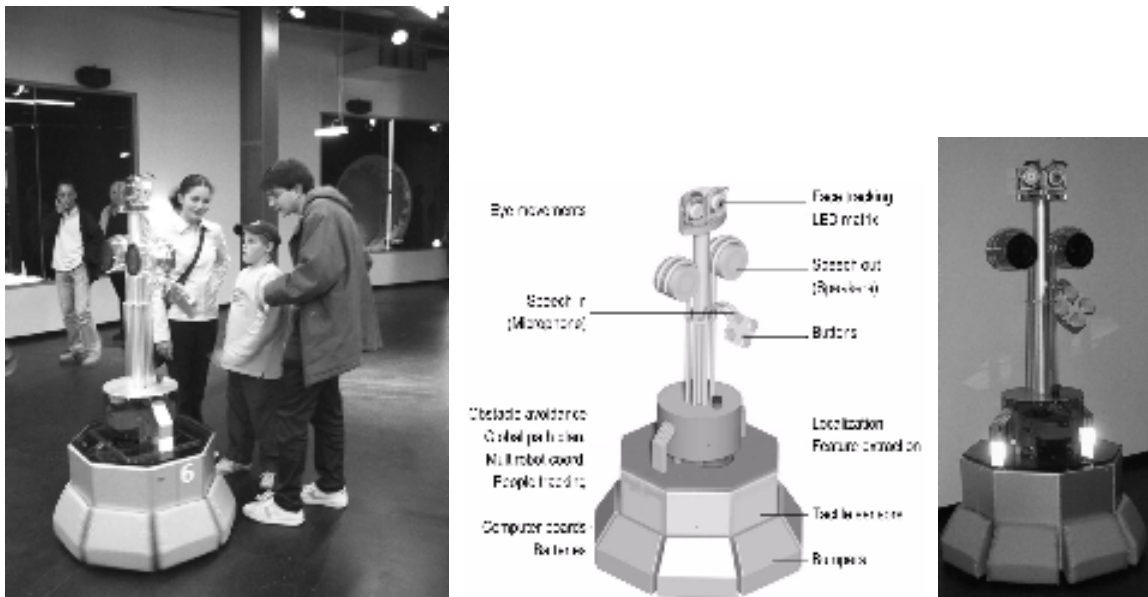 6
Eye movements
Face tracking
LED matrix
Speech out
(Speakers)
Speech in
(Microphone)
Buttons
Obstacle avoidance
Global path plan.
Multi robot coord.
People tracking
Localization
Feature extraction
Computer boards
Batteries
Tactile sensors
Bumpers